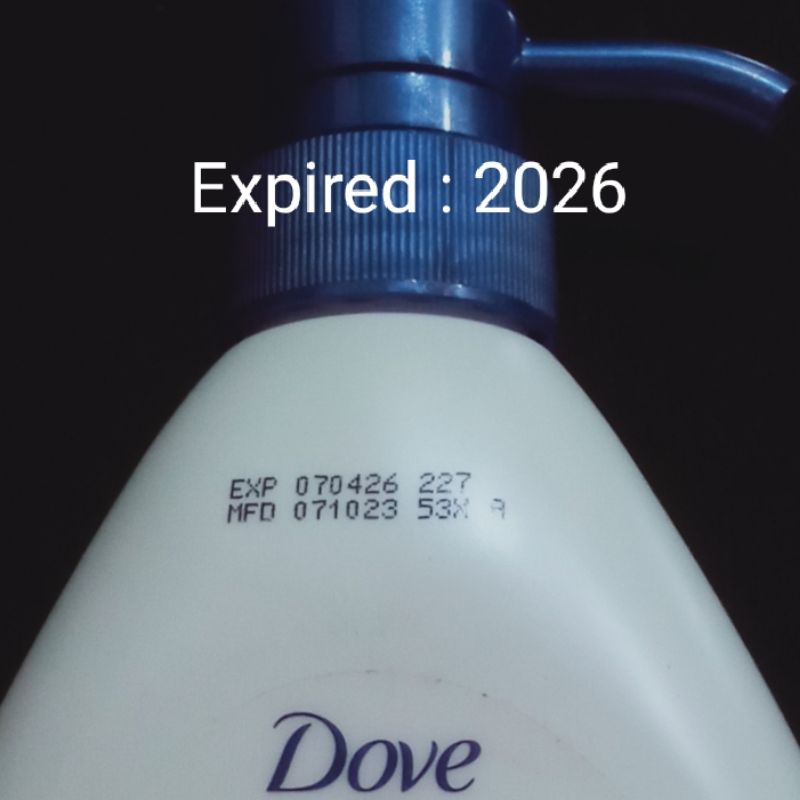 Expired : 2026
EXP 070426 227
MFD 071023 53X A
Dove